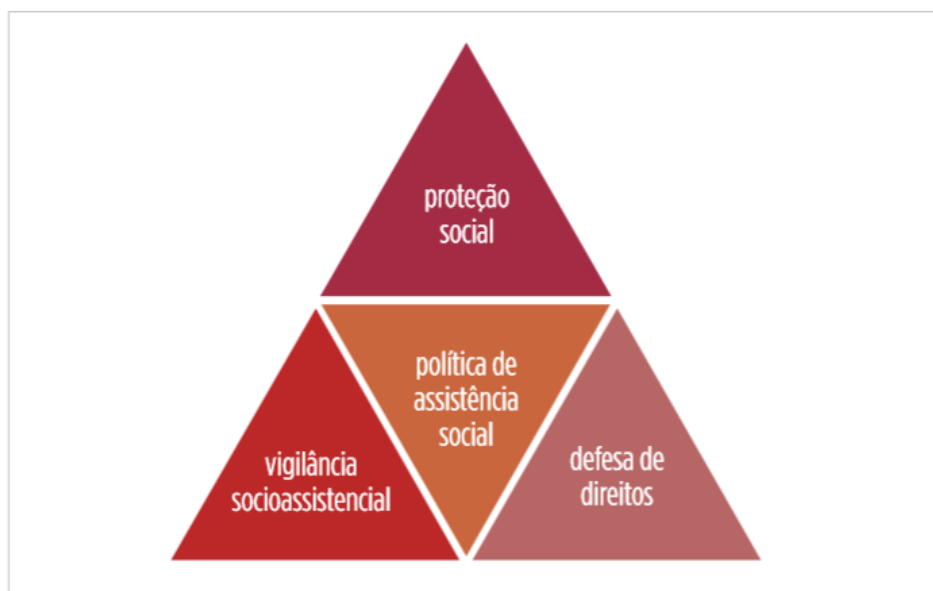 proteção
social
política de
assistência
social
vigilância
socioassistencial
defesa de
direitos